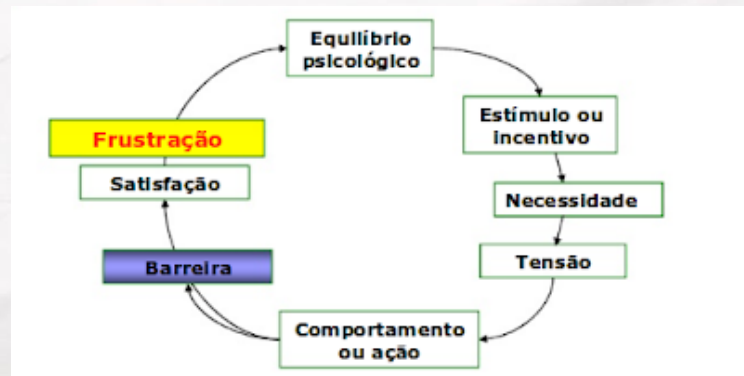 Equilíbrio
psicológico
Estímulo ou
incentivo
Necessidade
Tensão
Comportamento
ou ação
Barreira
Satisfação
Frustração